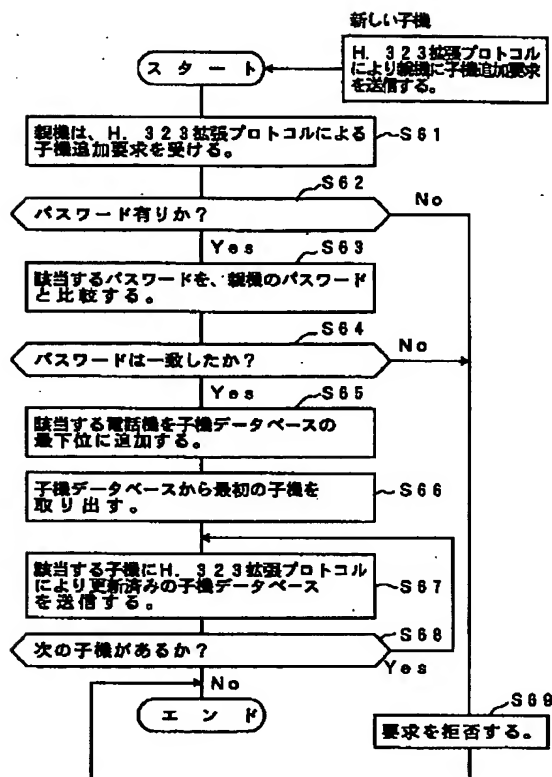 新しい子機
H. 323拡張プロトコル
により親機に子機追加要求
を送信する。
スタート
親機は、H. 323拡張プロトコルによる
子機追加要求を受ける。
S61
S62
パスワード有りか?
No
Yes
S63
該当するパスワードを、親機のパスワード
と比較する。
S64
パスワードは一致したか?
No
Yes
S65
該当する電話機を子機データベースの
最下位に追加する。
子機データベースから最初の子機を
取り出す。
S66
該当する子機にH. 323拡張プロトコル
により更新済みの子機データベース
を送信する。
S67
S68
次の子機があるか?
Yes
No
エンド
S69
要求を拒否する。